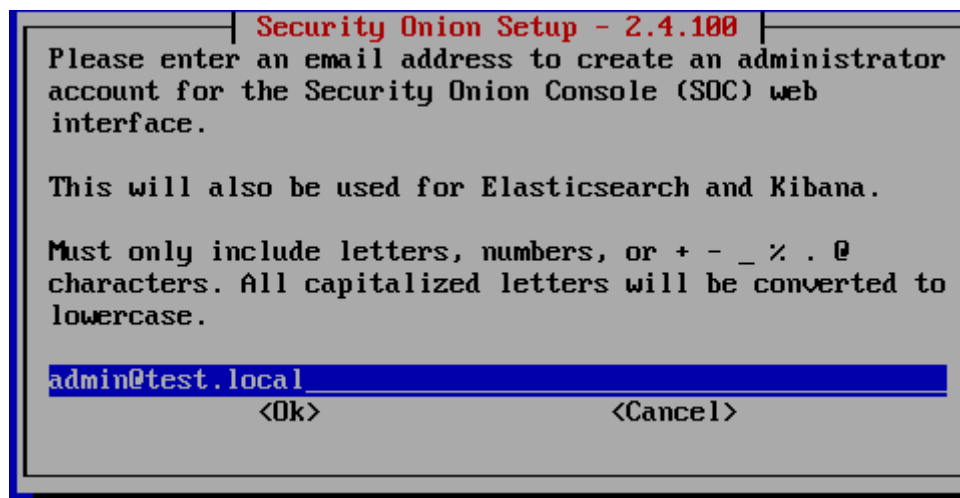 Security Onion Setup - 2.4.100
Please enter an email address to create an administrator
account for the Security Onion Console (SOC) web
interface.
This will also be used for Elasticsearch and Kibana.
Must only include letters, numbers, or + - _ % . @
characters. All capitalized letters will be converted to
lowercase.
admin@test.local
<Ok> <Cancel>